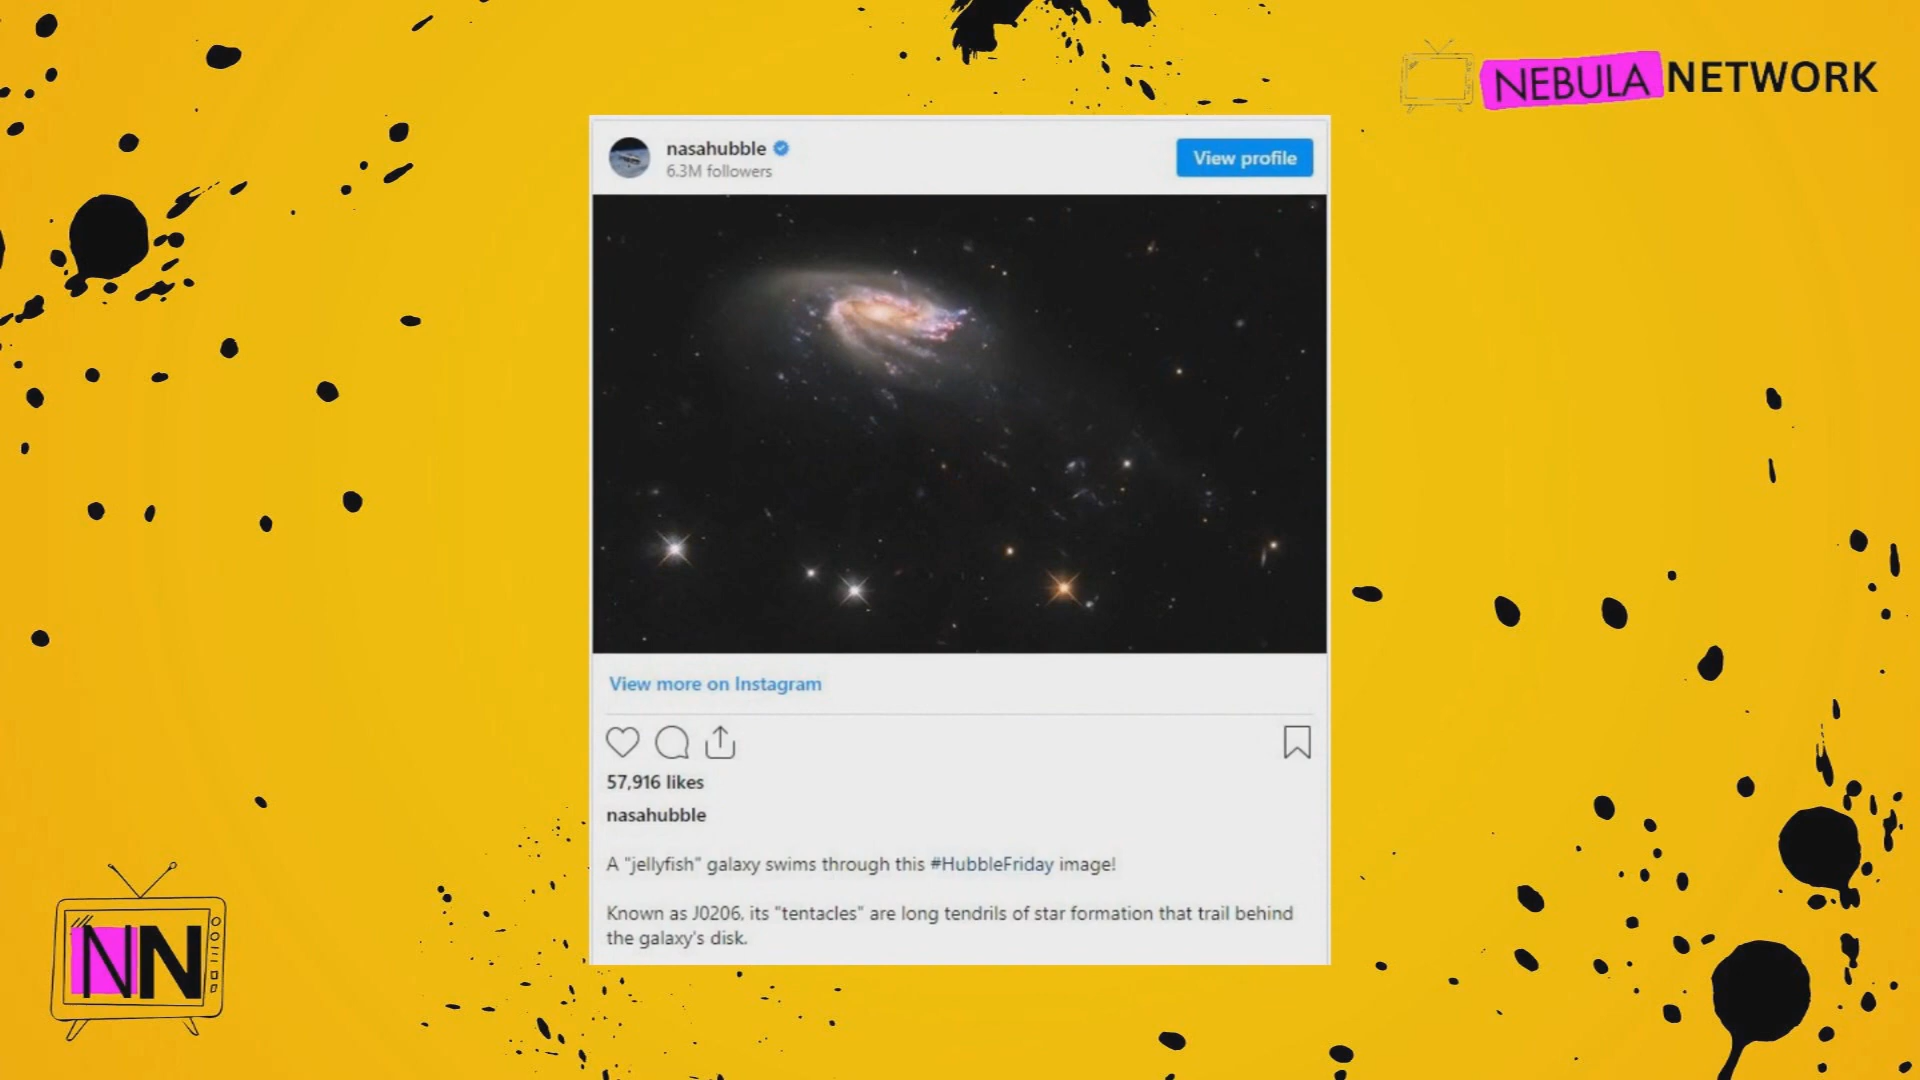 NEBULA NETWORK
nasahubble
6.3M followers
View profile
View more on Instagram
57,916 likes
nasahubble
A "jellyfish" galaxy swims through this #HubbleFriday image!
Known as J0206, its "tentacles" are long tendrils of star formation that trail behind
the galaxy's disk.
NN